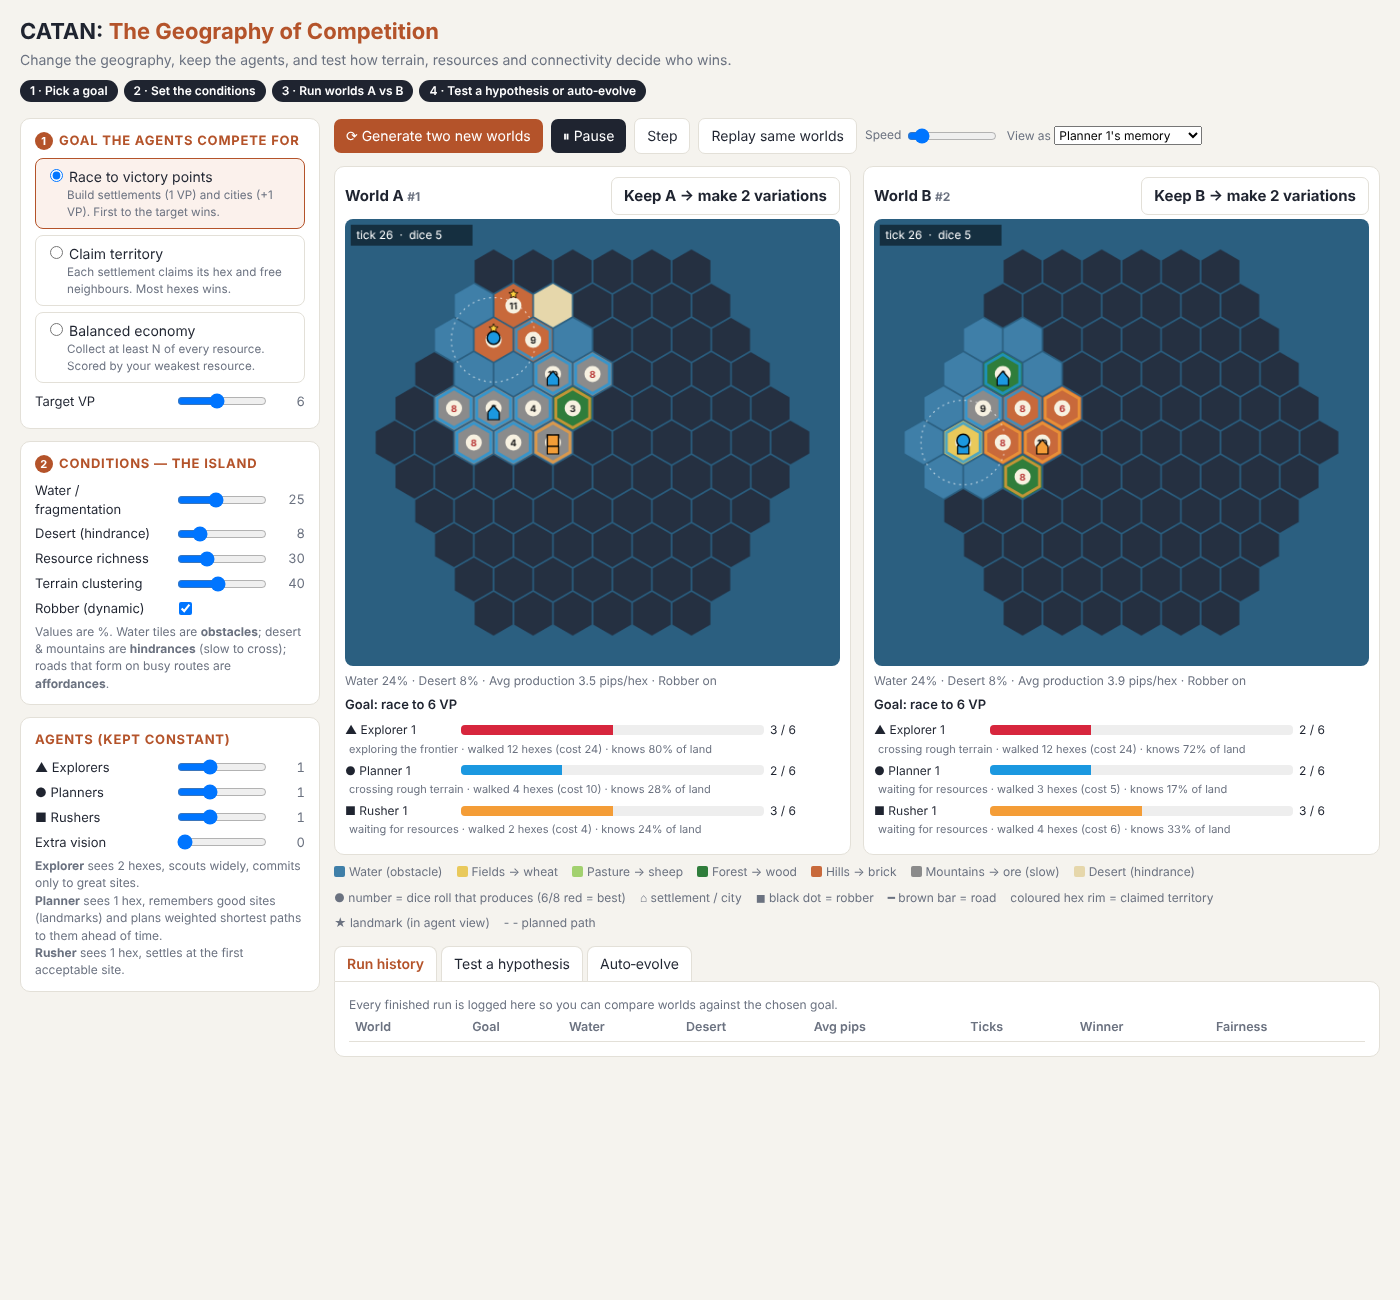 CATAN: The Geography of Competition
Change the geography, keep the agents, and test how terrain, resources and connectivity decide who wins.
1 · Pick a goal
2 · Set the conditions
3 · Run worlds A vs B
4 · Test a hypothesis or auto-evolve
1 GOAL THE AGENTS COMPETE FOR
Race to victory points
Build settlements (1 VP) and cities (+1
VP). First to the target wins.
Claim territory
Each settlement claims its hex and free
neighbours. Most hexes wins.
Balanced economy
Collect at least N of every resource.
Scored by your weakest resource.
Target VP 6
2 CONDITIONS — THE ISLAND
Water /
fragmentation 25
Desert (hindrance) 8
Resource richness 30
Terrain clustering 40
Robber (dynamic)
Values are %. Water tiles are obstacles; desert
& mountains are hindrances (slow to cross);
roads that form on busy routes are
affordances.
AGENTS (KEPT CONSTANT)
▲ Explorers 1
● Planners 1
■ Rushers 1
Extra vision 0
Explorer sees 2 hexes, scouts widely, commits
only to great sites.
Planner sees 1 hex, remembers good sites
(landmarks) and plans weighted shortest paths
to them ahead of time.
Rusher sees 1 hex, settles at the first
acceptable site.
⟳ Generate two new worlds
⏸ Pause
Step
Replay same worlds
Speed
View as Planner 1's memory
World A #1
Keep A → make 2 variations
tick 26 · dice 5
11
9
8
8 4 3
8 4
Water 24% · Desert 8% · Avg production 3.5 pips/hex · Robber on
Goal: race to 6 VP
▲ Explorer 1 3 / 6
exploring the frontier · walked 12 hexes (cost 24) · knows 80% of land
● Planner 1 2 / 6
crossing rough terrain · walked 4 hexes (cost 10) · knows 28% of land
■ Rusher 1 3 / 6
waiting for resources · walked 2 hexes (cost 4) · knows 24% of land
World B #2
Keep B → make 2 variations
tick 26 · dice 5
9 8 6
8
8
Water 24% · Desert 8% · Avg production 3.9 pips/hex · Robber on
Goal: race to 6 VP
▲ Explorer 1 2 / 6
crossing rough terrain · walked 12 hexes (cost 24) · knows 72% of land
● Planner 1 2 / 6
waiting for resources · walked 3 hexes (cost 5) · knows 17% of land
■ Rusher 1 3 / 6
waiting for resources · walked 4 hexes (cost 6) · knows 33% of land
Water (obstacle) Fields → wheat Pasture → sheep Forest → wood Hills → brick Mountains → ore (slow) Desert (hindrance)
● number = dice roll that produces (6/8 red = best) ⌂ settlement / city ■ black dot = robber ━ brown bar = road coloured hex rim = claimed territory
★ landmark (in agent view) - - planned path
Run history
Test a hypothesis
Auto-evolve
Every finished run is logged here so you can compare worlds against the chosen goal.
World Goal Water Desert Avg pips Ticks Winner Fairness